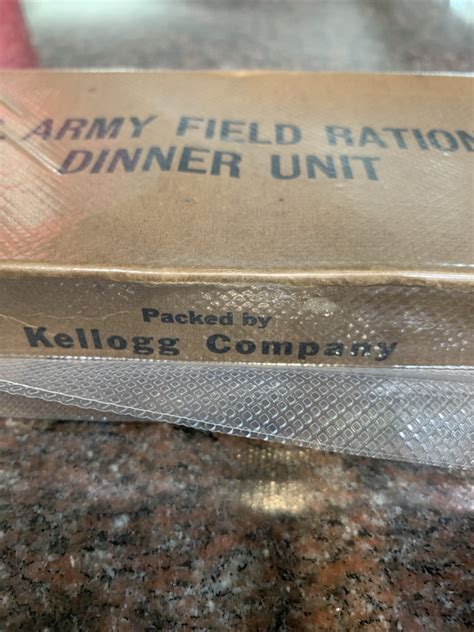 . ARMY FIELD RATION
DINNER UNIT
Packed by
Kellogg Company